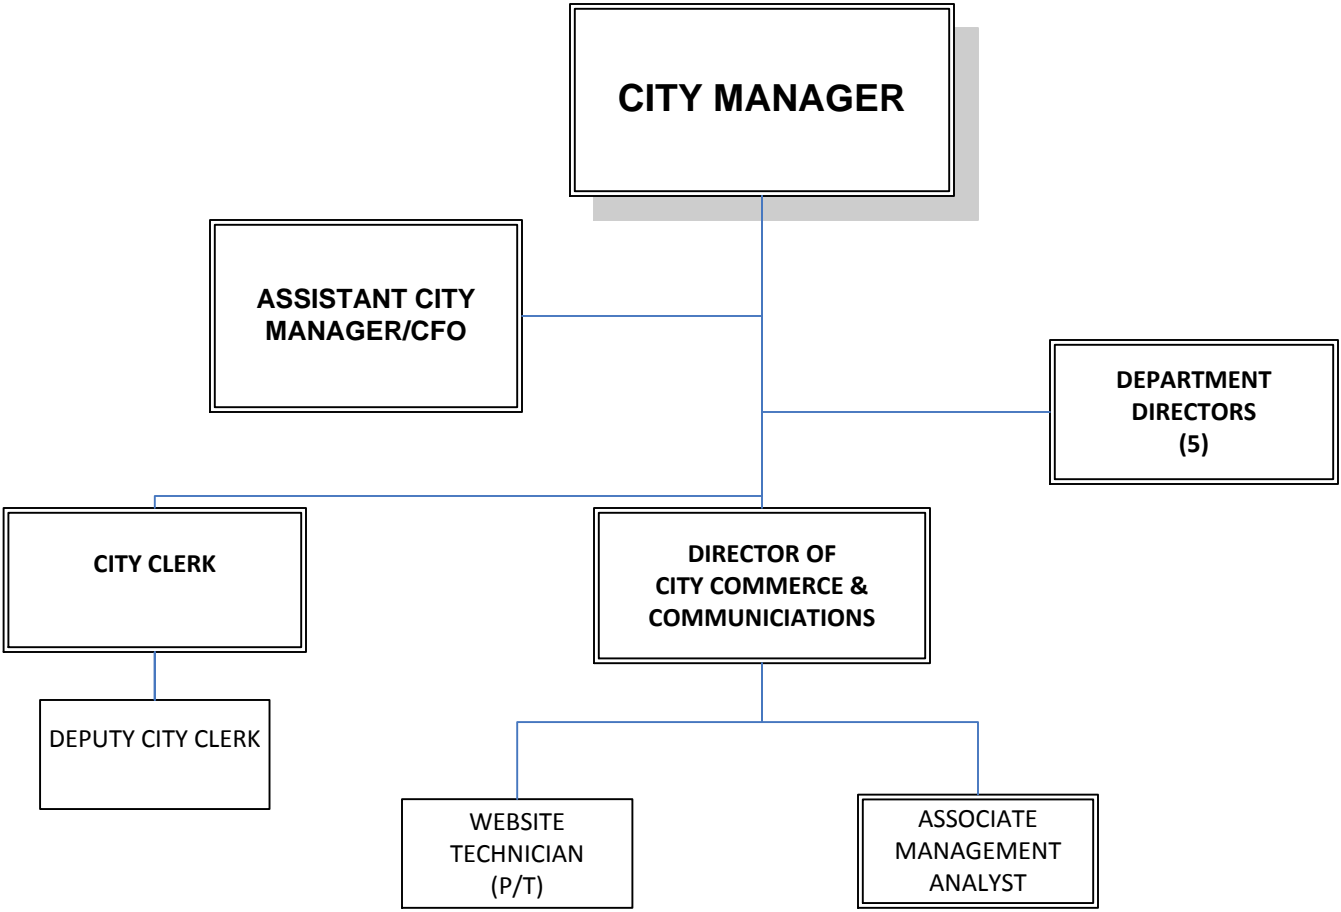 CITY MANAGER
ASSISTANT CITY
MANAGER/CFO
DEPARTMENT
DIRECTORS
(5)
CITY CLERK
DIRECTOR OF
CITY COMMERCE &
COMMUNICIATIONS
DEPUTY CITY CLERK
WEBSITE
TECHNICIAN
(P/T)
ASSOCIATE
MANAGEMENT
ANALYST